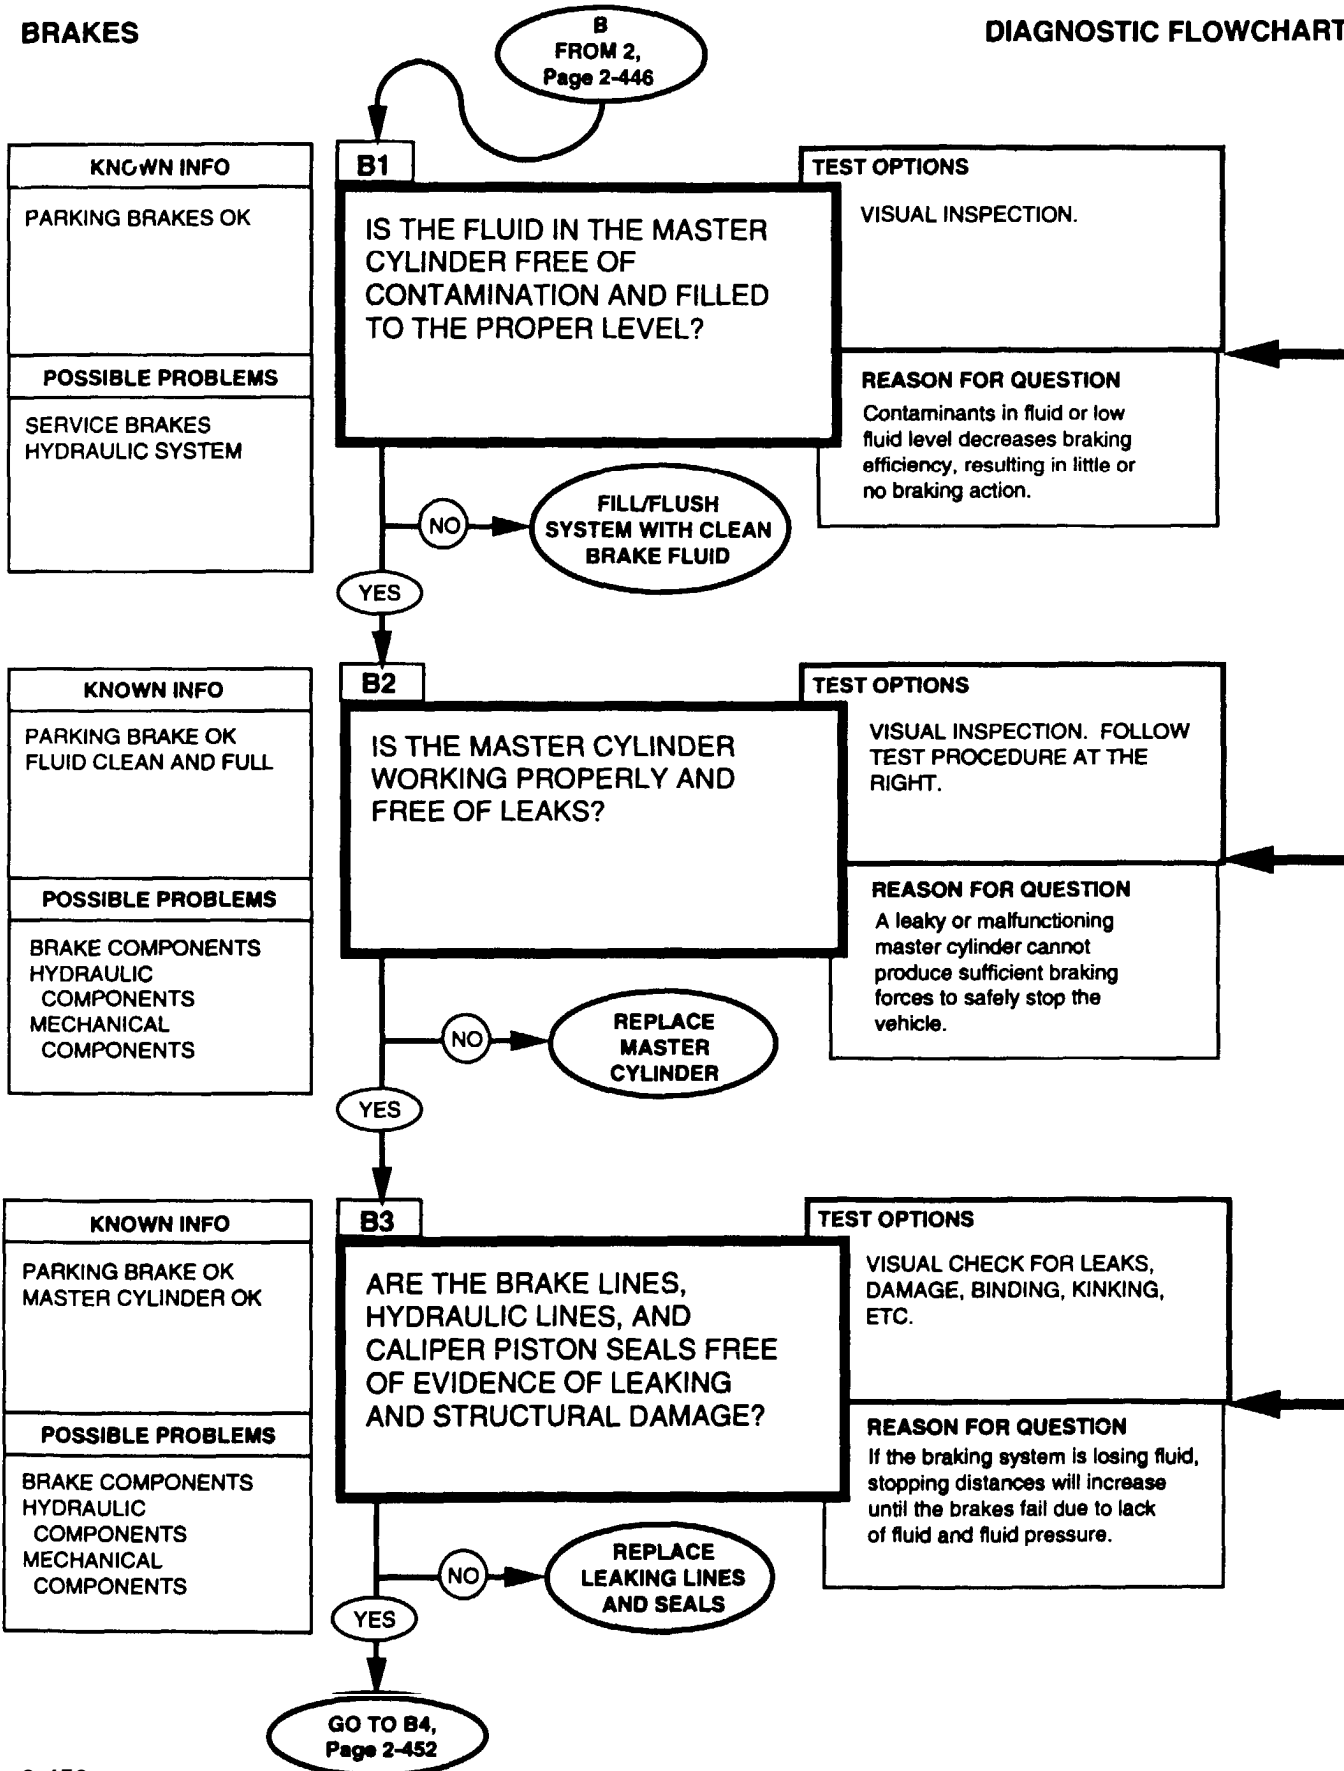 BRAKES
DIAGNOSTIC FLOWCHART
B
FROM 2,
Page 2-446
KNOWN INFO
PARKING BRAKES OK
POSSIBLE PROBLEMS
SERVICE BRAKES
HYDRAULIC SYSTEM
B1
IS THE FLUID IN THE MASTER
CYLINDER FREE OF
CONTAMINATION AND FILLED
TO THE PROPER LEVEL?
TEST OPTIONS
VISUAL INSPECTION.
REASON FOR QUESTION
Contaminants in fluid or low
fluid level decreases braking
efficiency, resulting in little or
no braking action.
NO
FILL/FLUSH
SYSTEM WITH CLEAN
BRAKE FLUID
YES
KNOWN INFO
PARKING BRAKE OK
FLUID CLEAN AND FULL
POSSIBLE PROBLEMS
BRAKE COMPONENTS
HYDRAULIC
COMPONENTS
MECHANICAL
COMPONENTS
B2
IS THE MASTER CYLINDER
WORKING PROPERLY AND
FREE OF LEAKS?
TEST OPTIONS
VISUAL INSPECTION. FOLLOW
TEST PROCEDURE AT THE
RIGHT.
REASON FOR QUESTION
A leaky or malfunctioning
master cylinder cannot
produce sufficient braking
forces to safely stop the
vehicle.
NO
REPLACE
MASTER
CYLINDER
YES
KNOWN INFO
PARKING BRAKE OK
MASTER CYLINDER OK
POSSIBLE PROBLEMS
BRAKE COMPONENTS
HYDRAULIC
COMPONENTS
MECHANICAL
COMPONENTS
B3
ARE THE BRAKE LINES,
HYDRAULIC LINES, AND
CALIPER PISTON SEALS FREE
OF EVIDENCE OF LEAKING
AND STRUCTURAL DAMAGE?
TEST OPTIONS
VISUAL CHECK FOR LEAKS,
DAMAGE, BINDING, KINKING,
ETC.
REASON FOR QUESTION
If the braking system is losing fluid,
stopping distances will increase
until the brakes fail due to lack
of fluid and fluid pressure.
NO
REPLACE
LEAKING LINES
AND SEALS
YES
GO TO B4,
Page 2-452